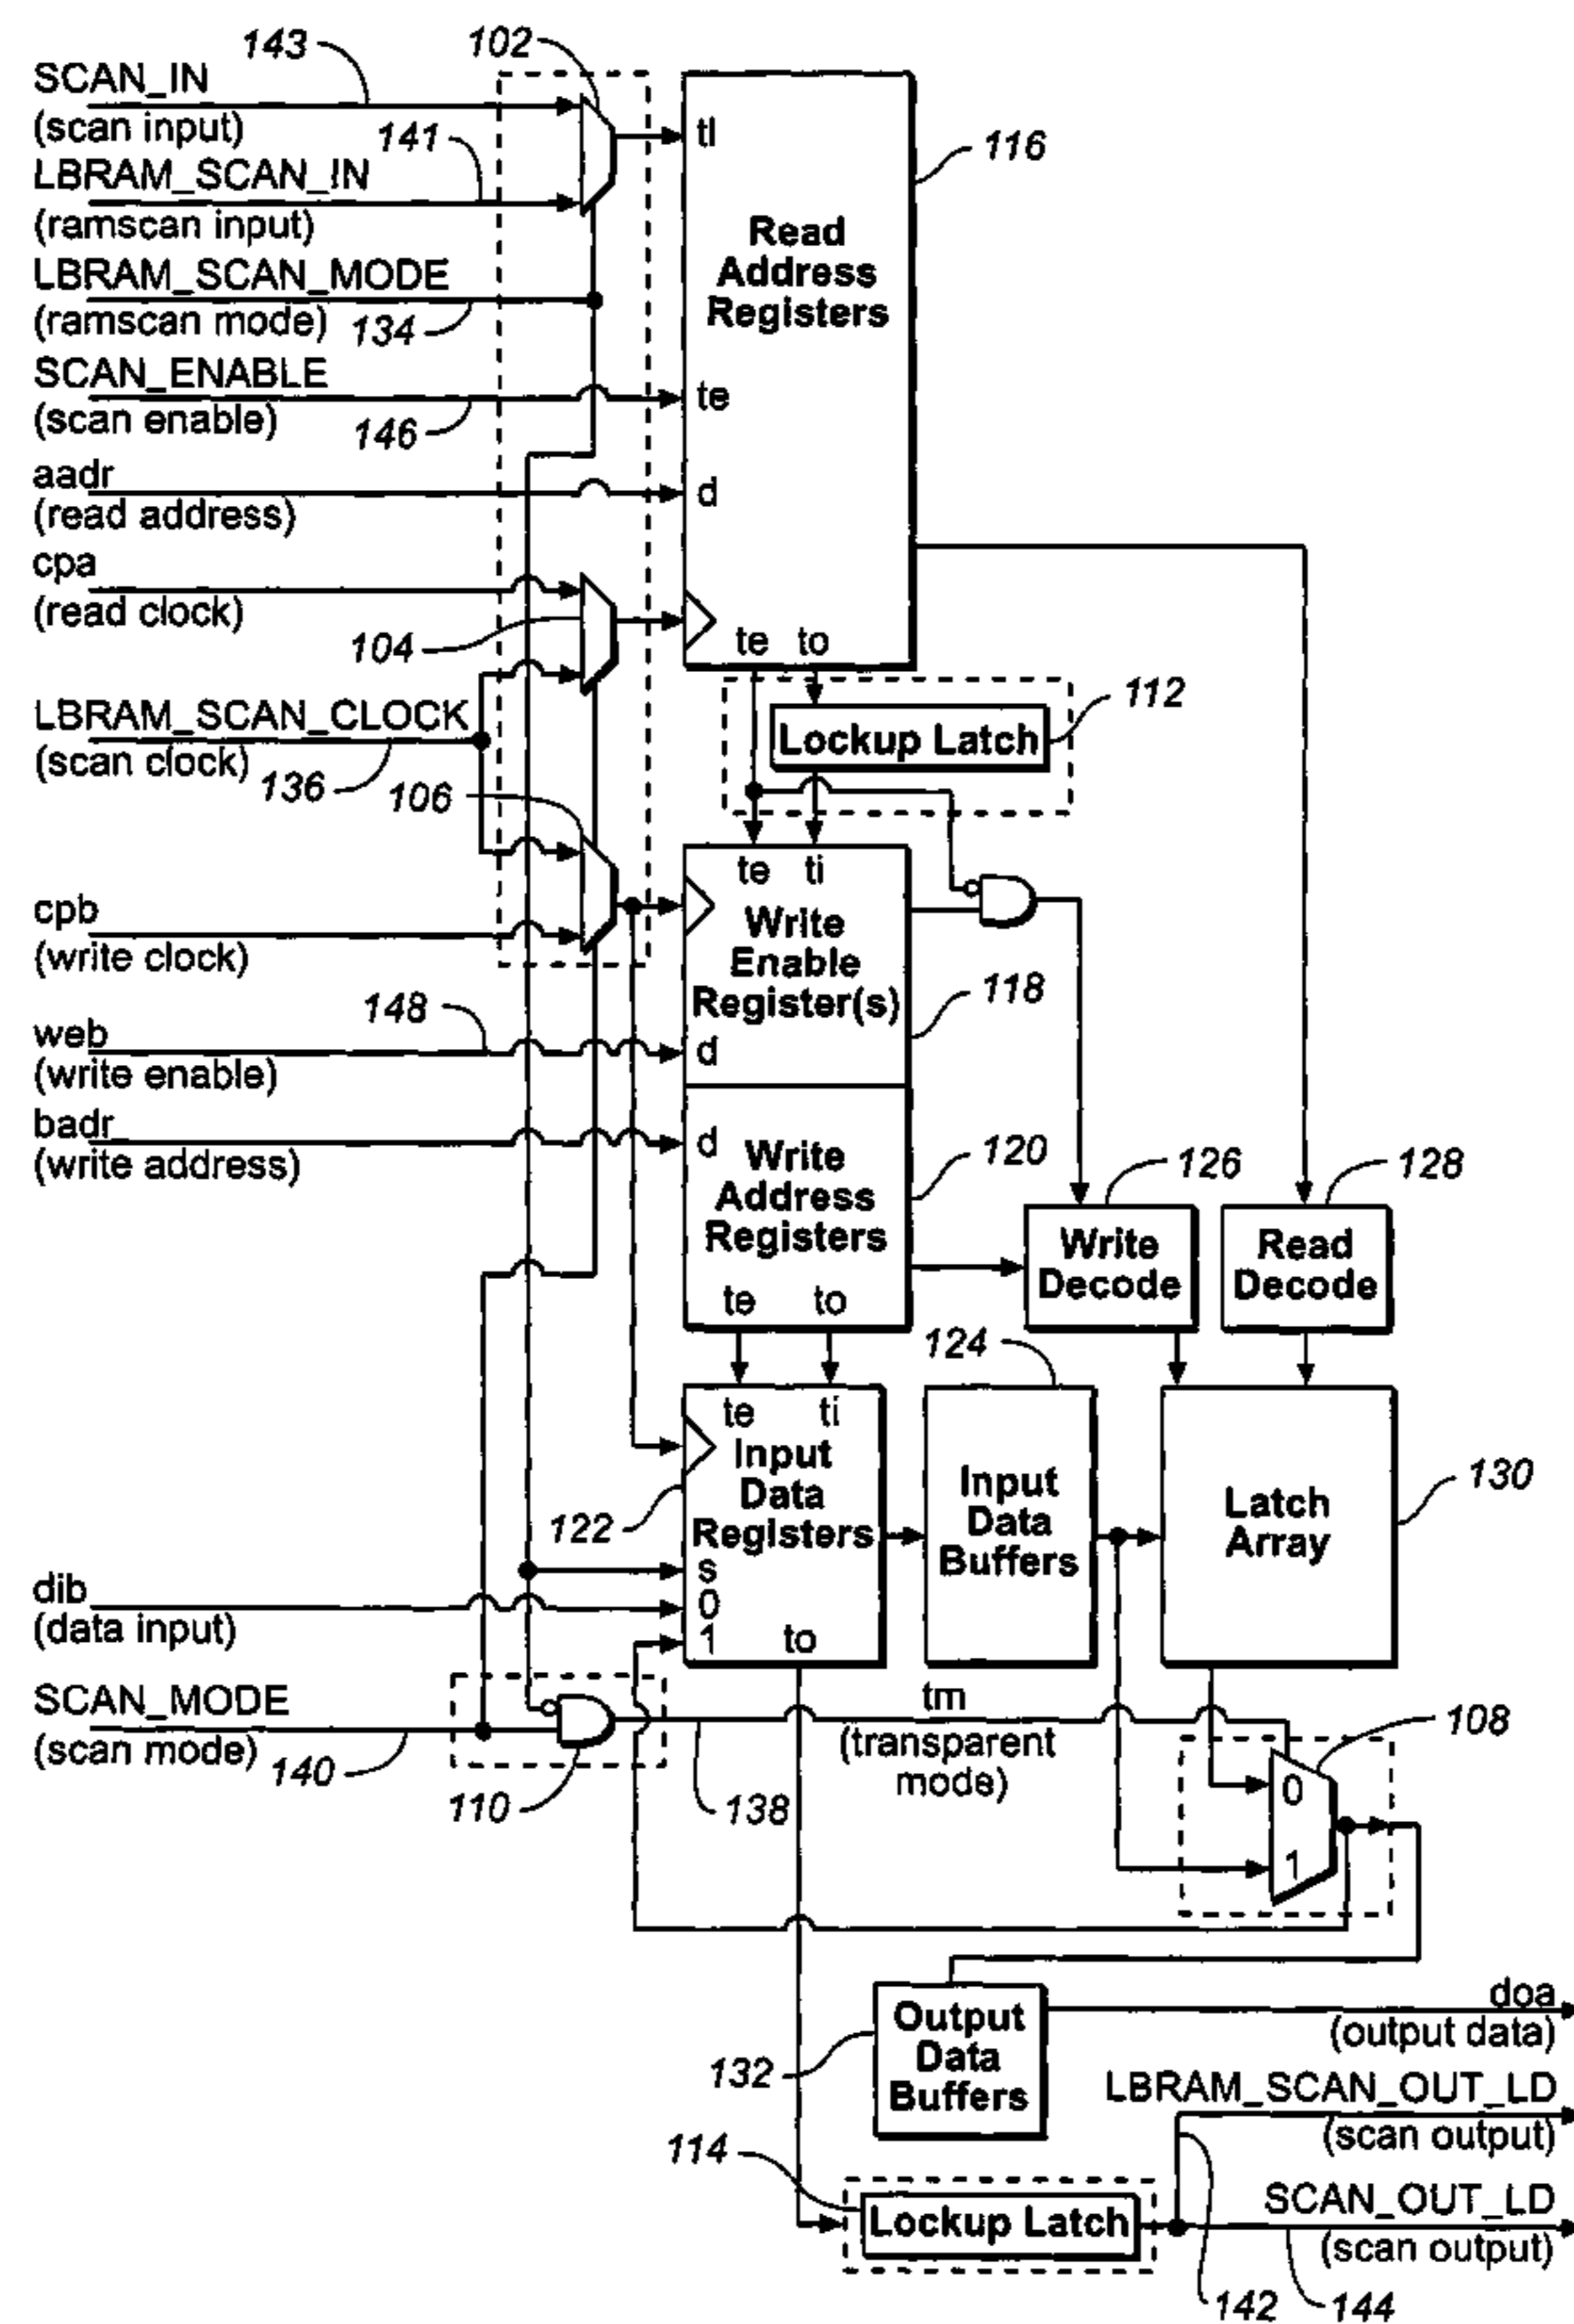 143
102
SCAN_IN
(scan input)
141
LBRAM_SCAN_IN
(ramscan input)
LBRAM_SCAN_MODE
(ramscan mode)
134
SCAN_ENABLE
(scan enable)
146
aadr
(read address)
cpa
(read clock)
104
LBRAM_SCAN_CLOCK
(scan clock)
136
106
cpb
(write clock)
148
web
(write enable)
badr
(write address)
dib
(data input)
SCAN_MODE
(scan mode)
140
110
tl
te
d
te to
Read
Address
Registers
116
Lockup Latch
112
te ti
Write
Enable
Register(s)
d
118
d
Write
Address
Registers
te to
120
126
Write
Decode
128
Read
Decode
te ti
Input
Data
Registers
s
0
1
to
122
124
Input
Data
Buffers
Latch
Array
130
tm
(transparent
mode)
138
108
0
1
Output
Data
Buffers
132
doa
(output data)
LBRAM_SCAN_OUT_LD
(scan output)
114
Lockup Latch
SCAN_OUT_LD
(scan output)
142
144